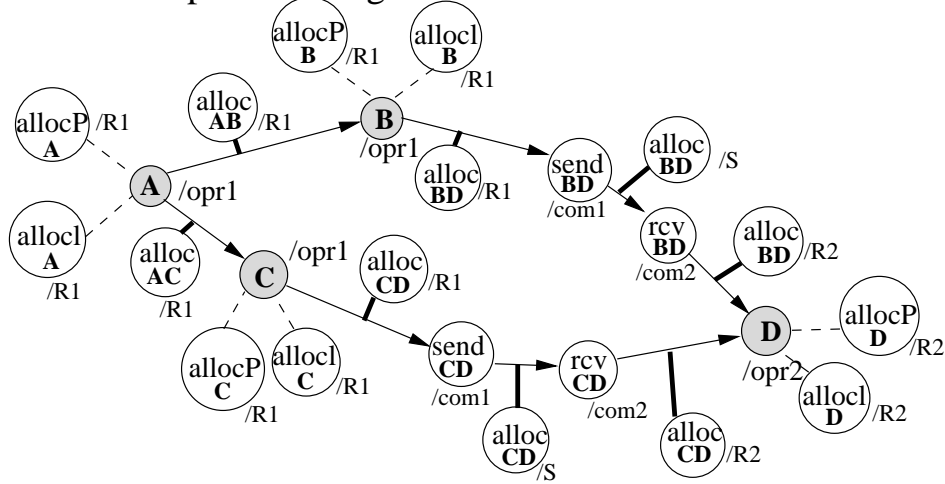 allocP
B
/R1
allocI
B
/R1
alloc
AB
/R1
B
/opr1
allocP
A
/R1
A
/opr1
allocI
A
/R1
alloc
BD
/R1
send
BD
/com1
alloc
BD
/S
rcv
BD
/com2
alloc
BD
/R2
alloc
AC
/R1
C
/opr1
alloc
CD
/R1
allocP
C
/R1
allocI
C
/R1
send
CD
/com1
rcv
CD
/com2
D
/opr2
allocP
D
/R2
allocI
D
/R2
alloc
CD
/S
alloc
CD
/R2